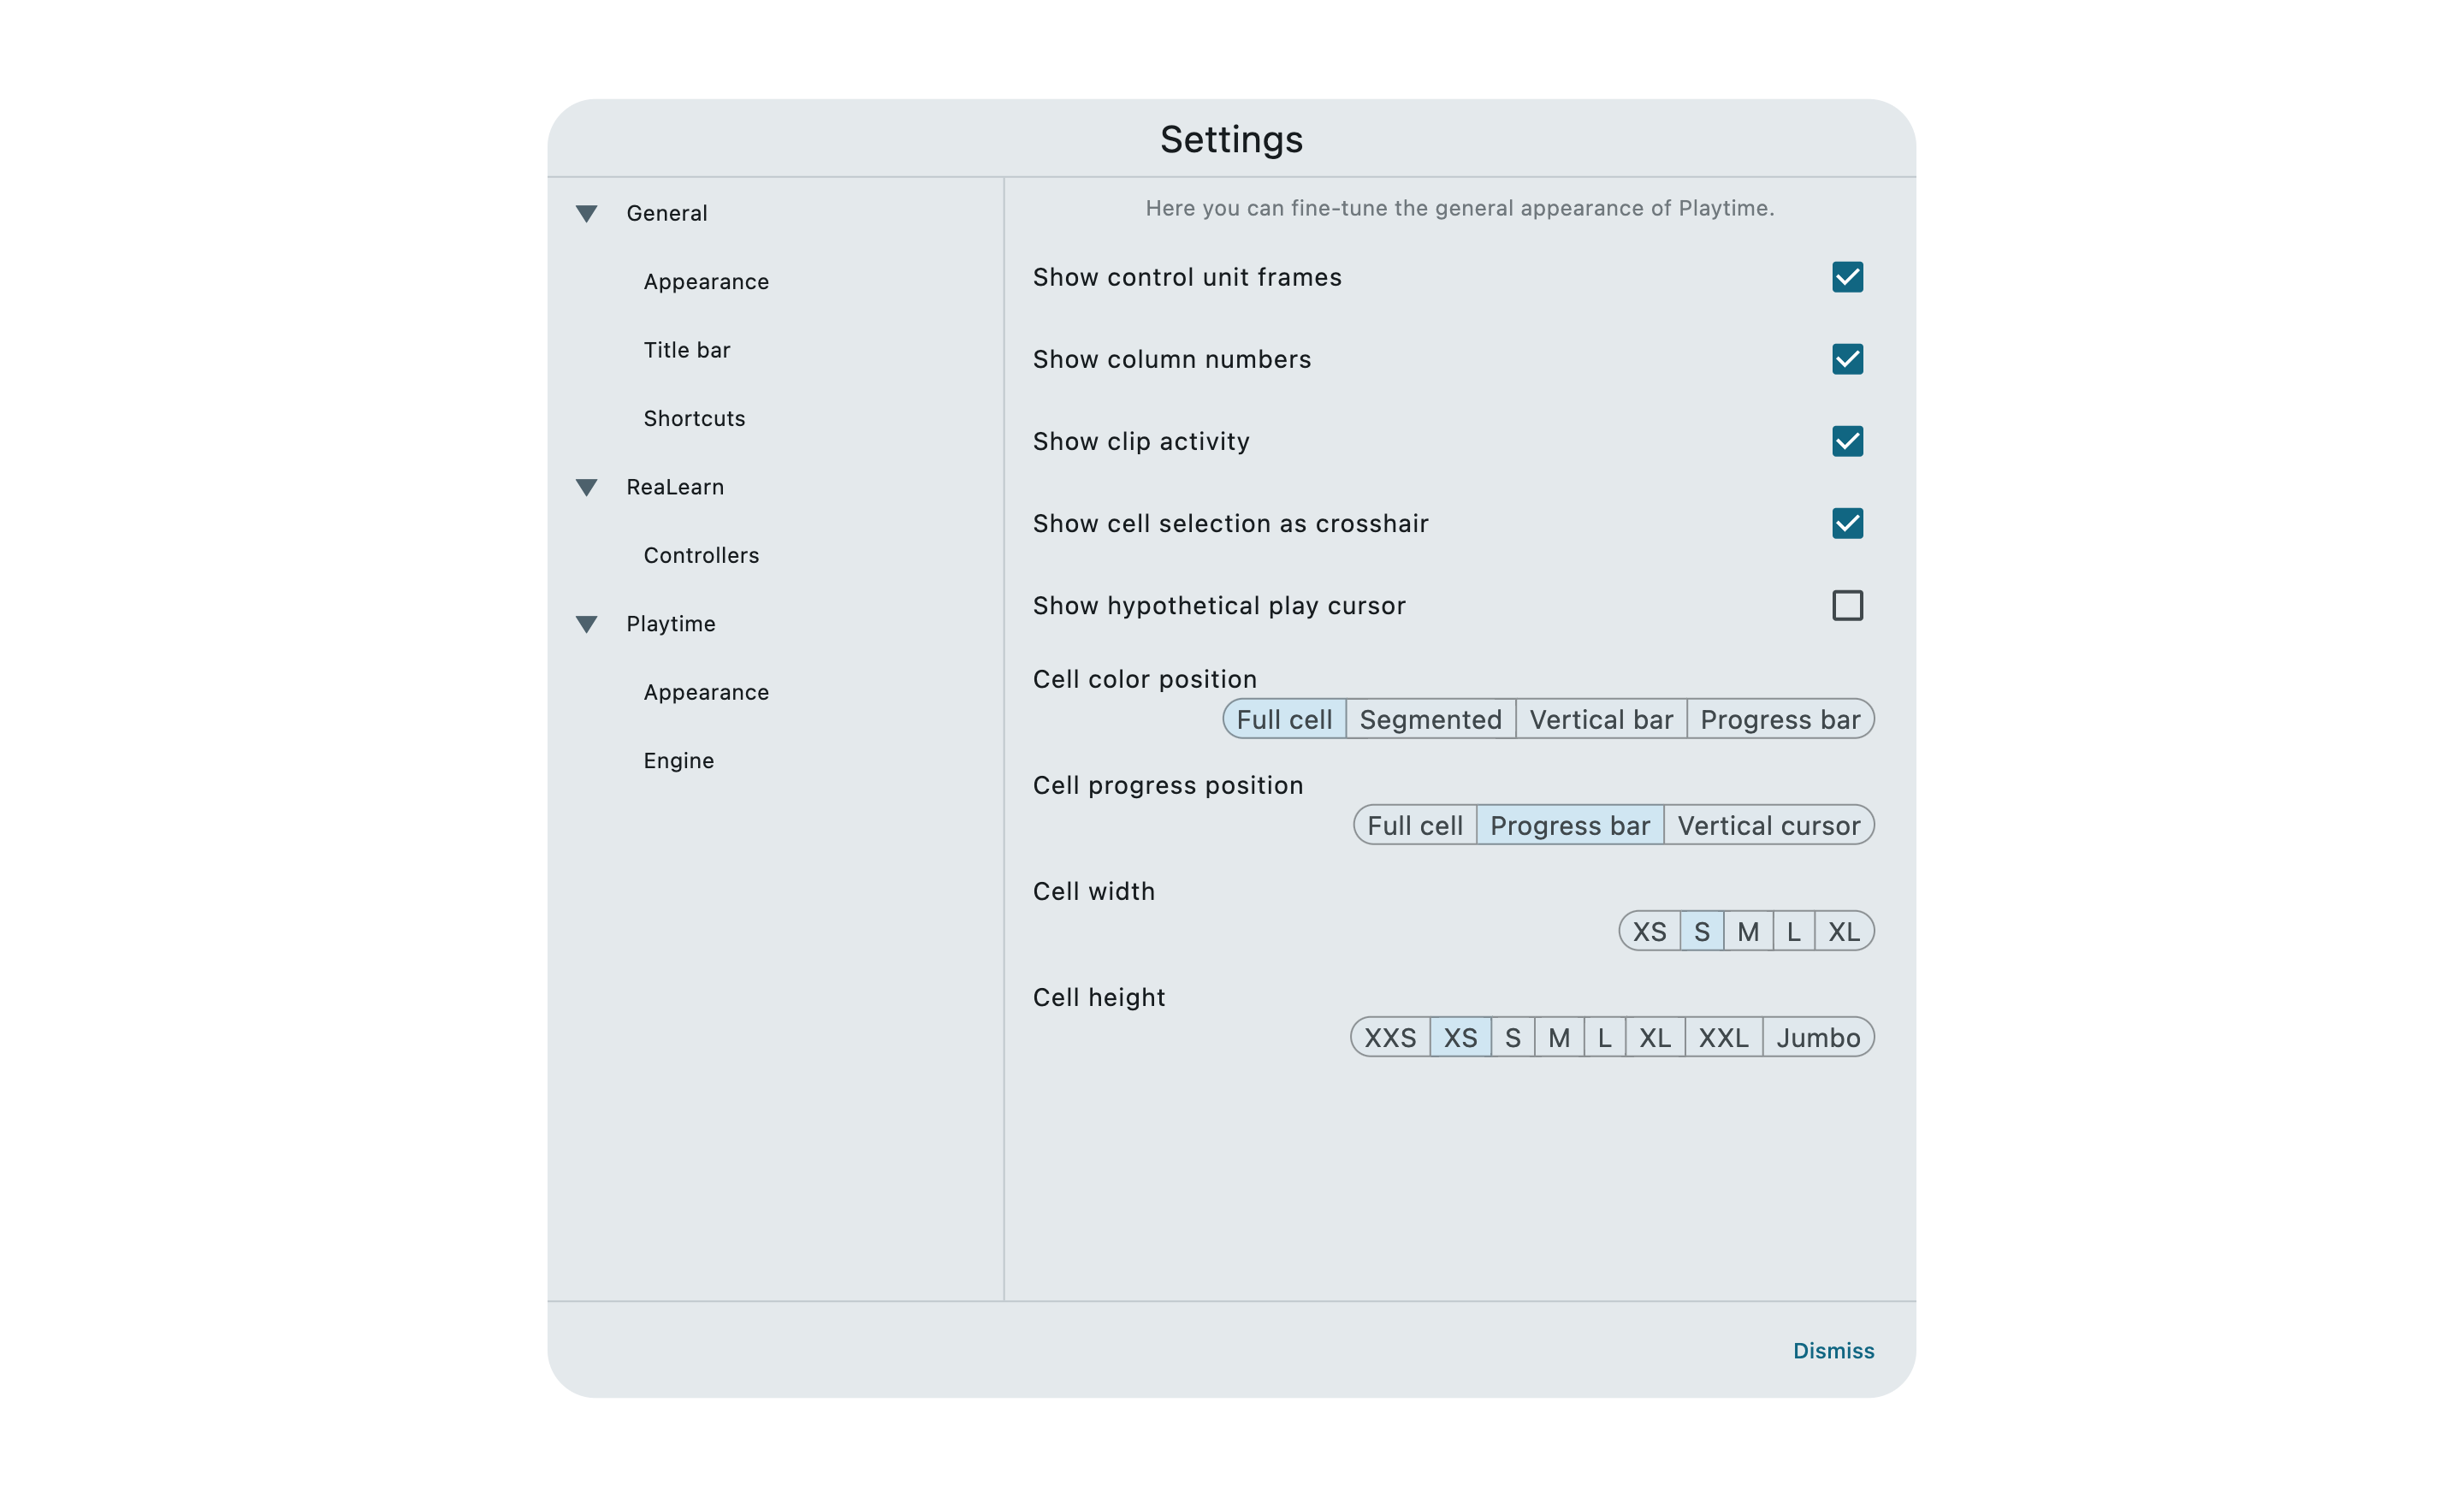 Settings
General
Appearance
Title bar
Shortcuts
ReaLearn
Controllers
Playtime
Appearance
Engine
Here you can fine-tune the general appearance of Playtime.
Show control unit frames
Show column numbers
Show clip activity
Show cell selection as crosshair
Show hypothetical play cursor
Cell color position
Full cell Segmented Vertical bar Progress bar
Cell progress position
Full cell Progress bar Vertical cursor
Cell width
XS S M L XL
Cell height
XXS XS S M L XL XXL Jumbo
Dismiss